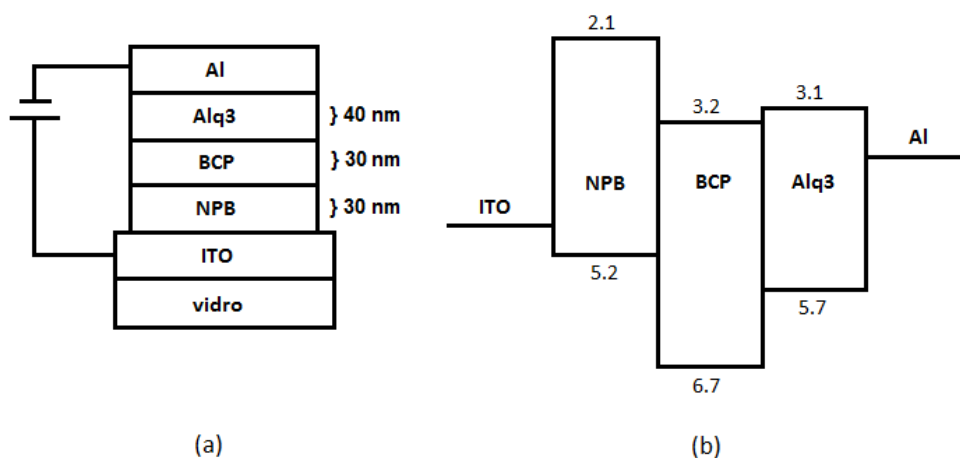 Al
Alq3
} 40 nm
BCP
} 30 nm
NPB
} 30 nm
ITO
vidro
(a)
2.1
3.2
3.1
Al
NPB
BCP
Alq3
ITO
5.2
5.7
6.7
(b)